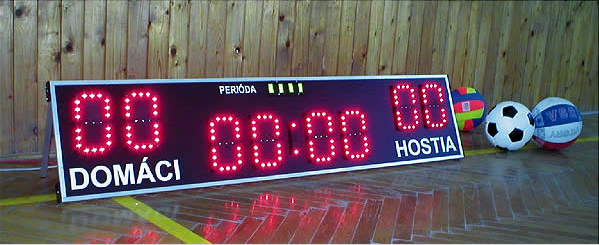 PERIÓDA
00 00:00 00
DOMÁCI HOSTIA